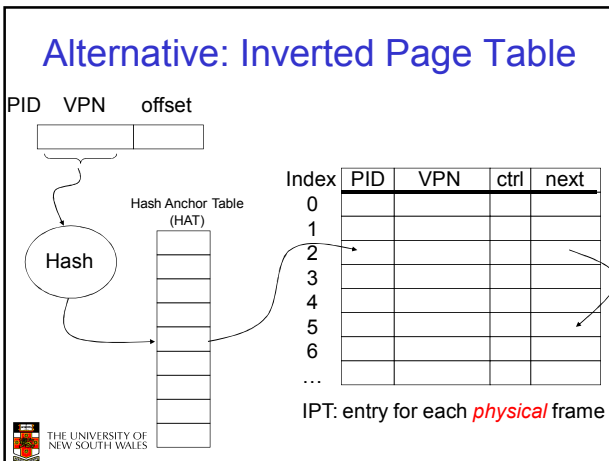 Alternative: Inverted Page Table
PID VPN offset
Hash
Hash Anchor Table
(HAT)
Index PID VPN ctrl next
0
1
2
3
4
5
6
…
IPT: entry for each physical frame
THE UNIVERSITY OF
NEW SOUTH WALES